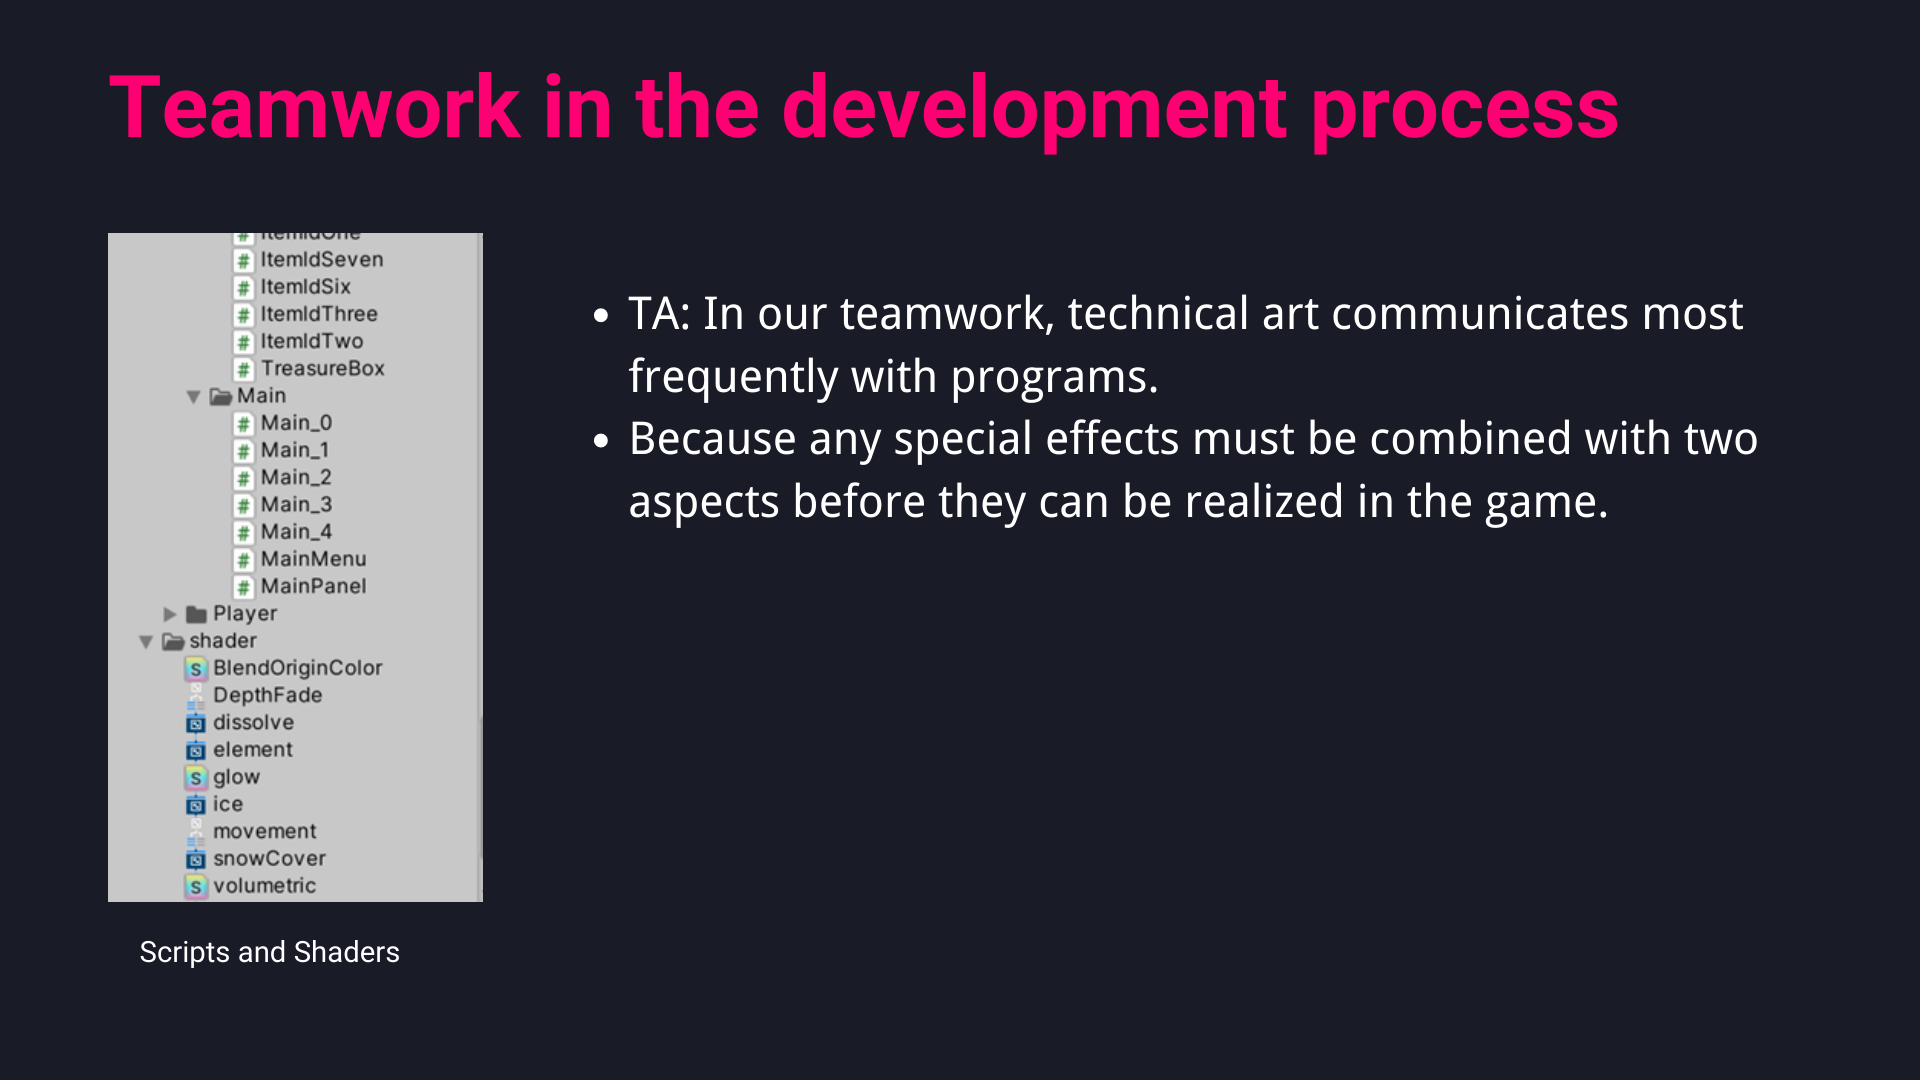 Teamwork in the development process
ItemIdOne
ItemIdSeven
ItemIdSix
ItemIdThree
ItemIdTwo
TreasureBox
Main
Main_0
Main_1
Main_2
Main_3
Main_4
MainMenu
MainPanel
Player
shader
BlendOriginColor
DepthFade
dissolve
element
glow
ice
movement
snowCover
volumetric
Scripts and Shaders
• TA: In our teamwork, technical art communicates most
frequently with programs.
• Because any special effects must be combined with two
aspects before they can be realized in the game.